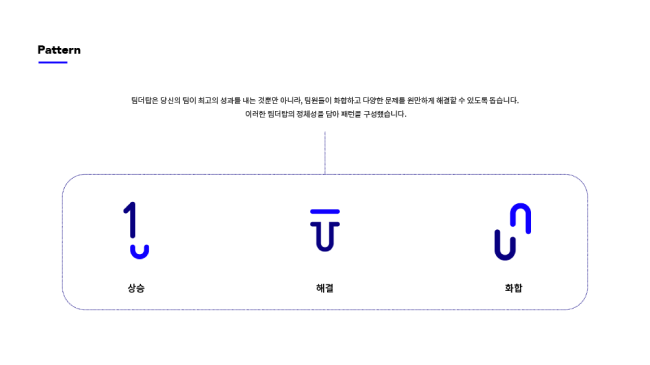 Pattern
팀더탑은 당신의 팀이 최고의 성과를 내는 것뿐만 아니라, 팀원들이 화합하고 다양한 문제를 원만하게 해결할 수 있도록 돕습니다.
이러한 팀더탑의 정체성을 담아 패턴을 구성했습니다.
상승
해결
화합